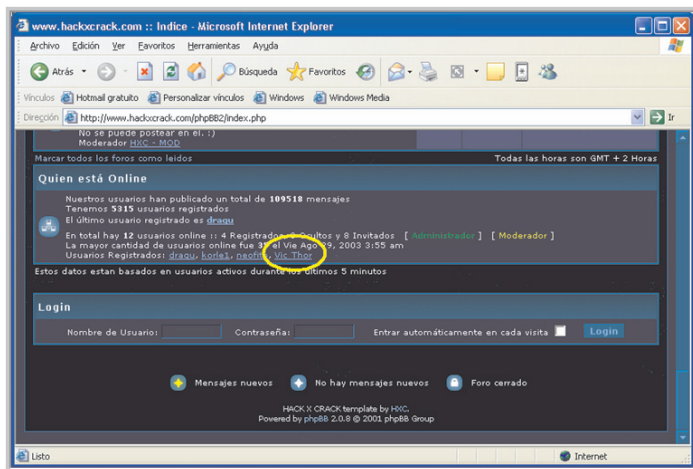 www.hackxcrack.com :: Indice - Microsoft Internet Explorer
Archivo Edición Ver Favoritos Herramientas Ayuda
Atrás Búsqueda Favoritos
Vínculos Hotmail gratuito Personalizar vínculos Windows Windows Media
Dirección http://www.hackxcrack.com/phpBB2/index.php Ir
No se puede postear en el. :)
Moderador HXC - MOD
Marcar todos los foros como leidos Todas las horas son GMT + 2 Horas
Quien está Online
Nuestros usuarios han publicado un total de 109518 mensajes
Tenemos 5315 usuarios registrados
El último usuario registrado es draqu
En total hay 12 usuarios online :: 4 Registrados, 0 Ocultos y 8 Invitados [ Administrador ] [ Moderador ]
La mayor cantidad de usuarios online fue 35 el Vie Ago 29, 2003 3:55 am
Usuarios Registrados: draqu, korle1, neofito, Vic_Thor
Estos datos estan basados en usuarios activos durante los últimos 5 minutos
Login
Nombre de Usuario: Contraseña: Entrar automáticamente en cada visita Login
Mensajes nuevos No hay mensajes nuevos Foro cerrado
HACK X CRACK template by HXC.
Powered by phpBB 2.0.8 © 2001 phpBB Group
Listo Internet